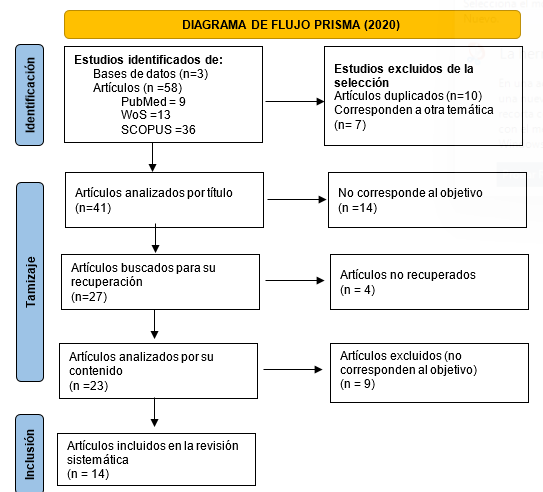 DIAGRAMA DE FLUJO PRISMA (2020)
Identificación
Estudios identificados de:
Bases de datos (n=3)
Artículos (n =58)
PubMed = 9
WoS =13
SCOPUS =36
Estudios excluidos de la
selección
Artículos duplicados (n=10)
Corresponden a otra temática
(n= 7)
Tamizaje
Artículos analizados por título
(n=41)
No corresponde al objetivo
(n =14)
Artículos buscados para su
recuperación
(n=27)
Artículos no recuperados
(n = 4)
Artículos analizados por su
contenido
(n =23)
Artículos excluidos (no
corresponden al objetivo)
(n = 9)
Inclusión
Artículos incluidos en la revisión
sistemática
(n = 14)